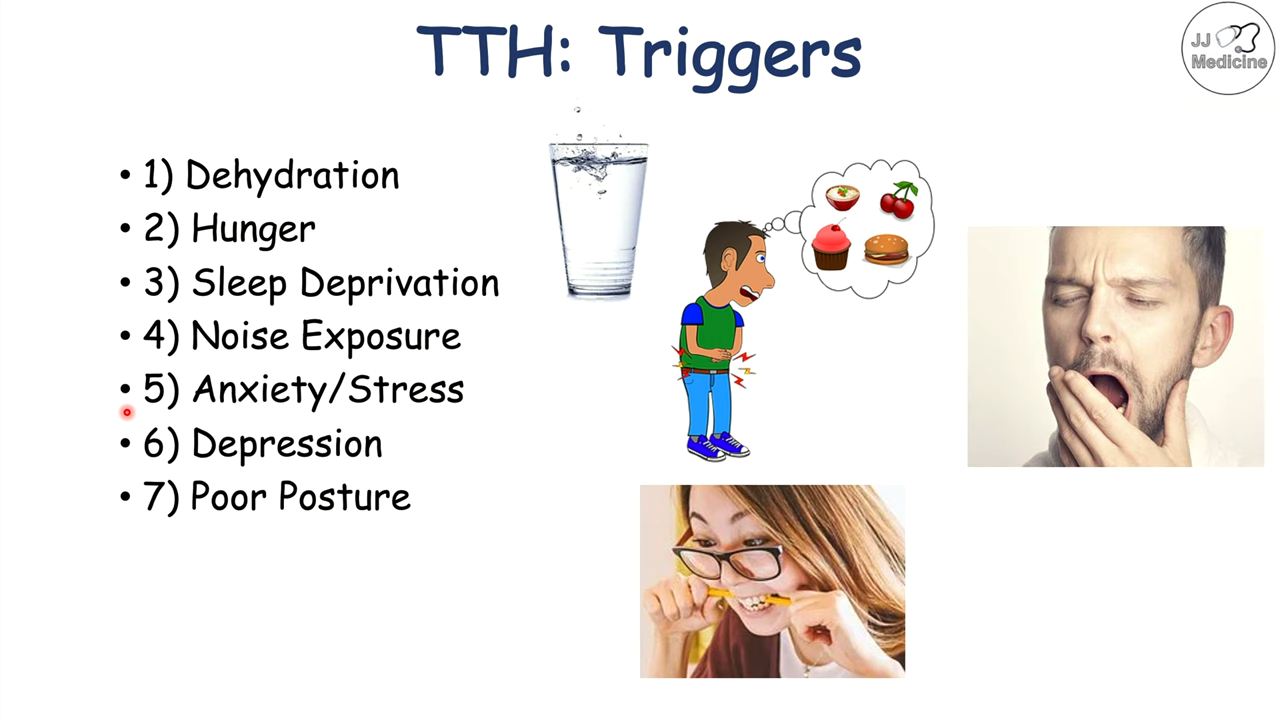 TTH: Triggers
JJ
Medicine
• 1) Dehydration
• 2) Hunger
• 3) Sleep Deprivation
• 4) Noise Exposure
• 5) Anxiety/Stress
• 6) Depression
• 7) Poor Posture